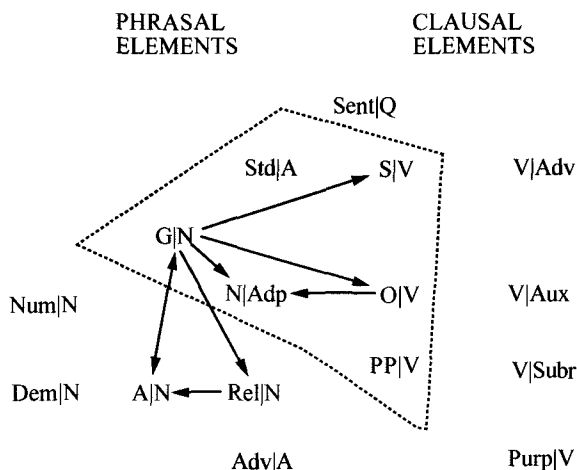 PHRASAL
ELEMENTS
CLAUSAL
ELEMENTS
Sent|Q
Std|A
S|V
V|Adv
G|N
Num|N
N|Adp
O|V
V|Aux
PP|V
V|Subr
Dem|N
A|N
Rel|N
Adv|A
Purp|V